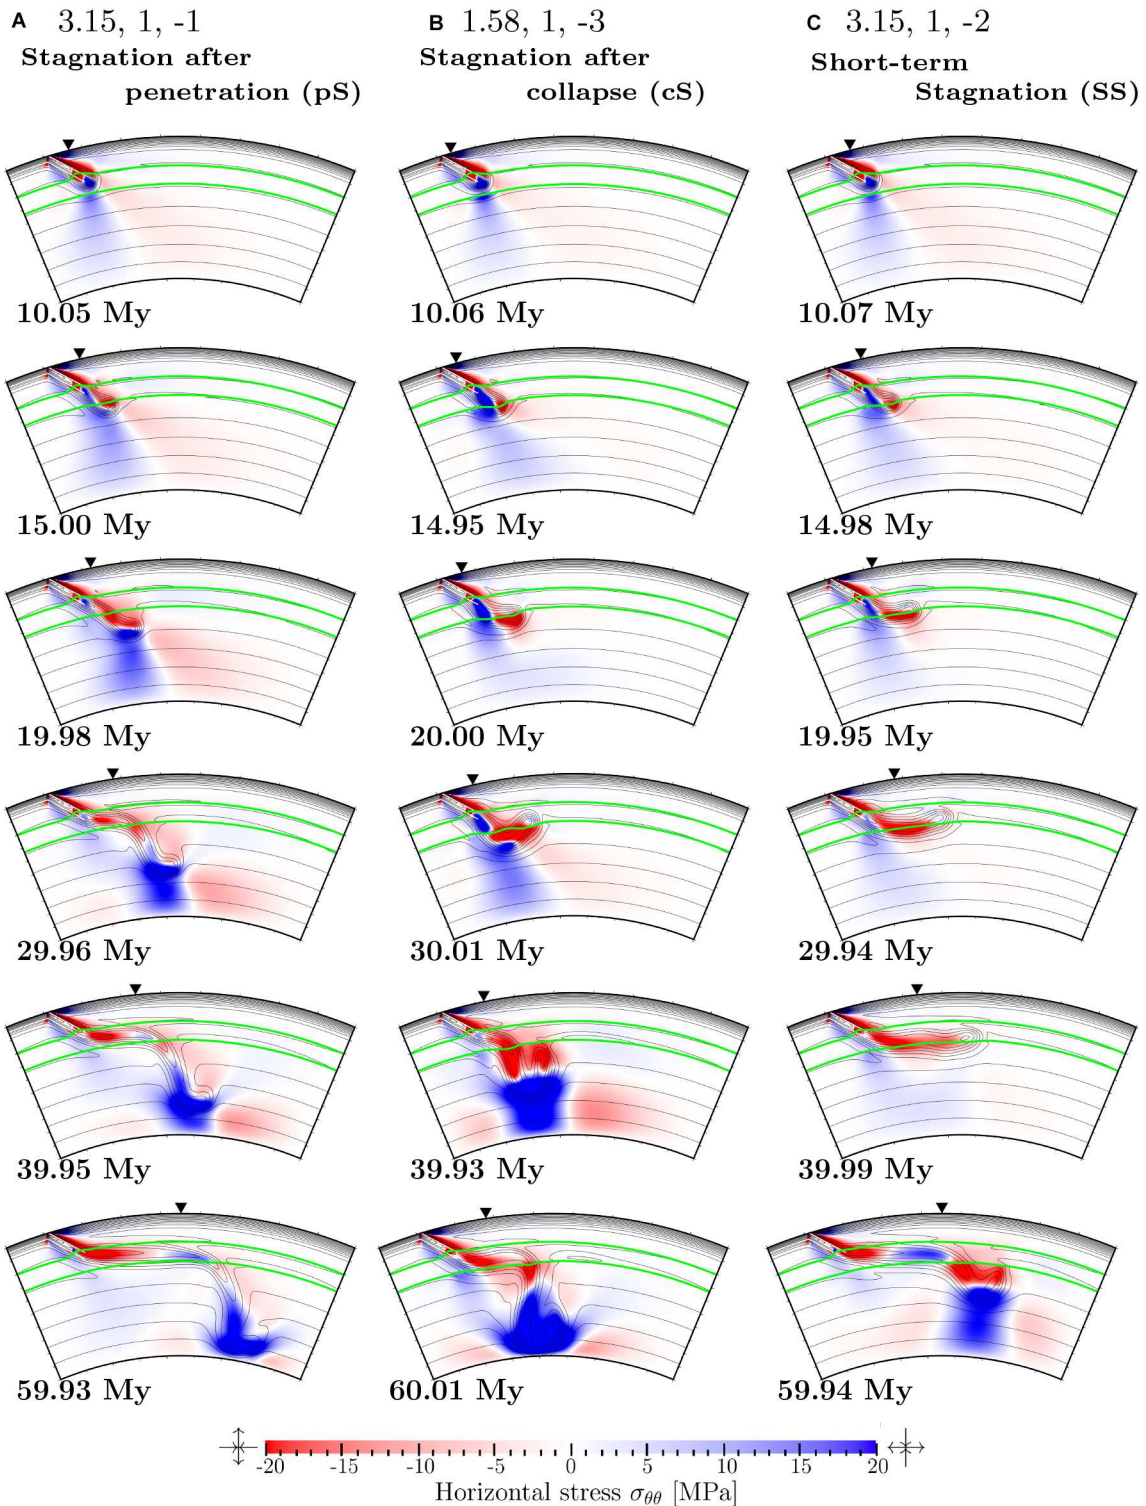 A 3.15, 1, -1
Stagnation after
penetration (pS)
B 1.58, 1, -3
Stagnation after
collapse (cS)
C 3.15, 1, -2
Short-term
Stagnation (SS)
10.05 My 10.06 My 10.07 My
15.00 My 14.95 My 14.98 My
19.98 My 20.00 My 19.95 My
29.96 My 30.01 My 29.94 My
39.95 My 39.93 My 39.99 My
59.93 My 60.01 My 59.94 My
-20 -15 -10 -5 0 5 10 15 20
Horizontal stress σθθ [MPa]